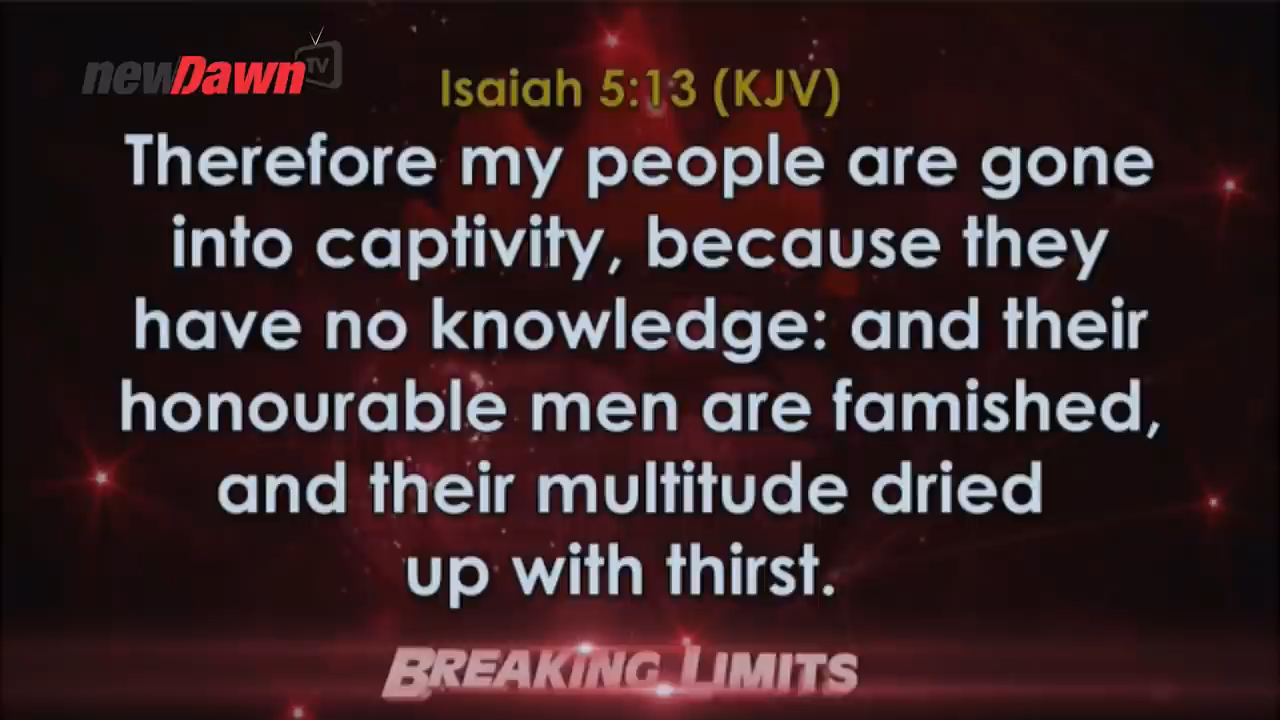 newDawn TV
Isaiah 5:13 (KJV)
Therefore my people are gone
into captivity, because they
have no knowledge: and their
honourable men are famished,
and their multitude dried
up with thirst.
BREAKING LIMITS